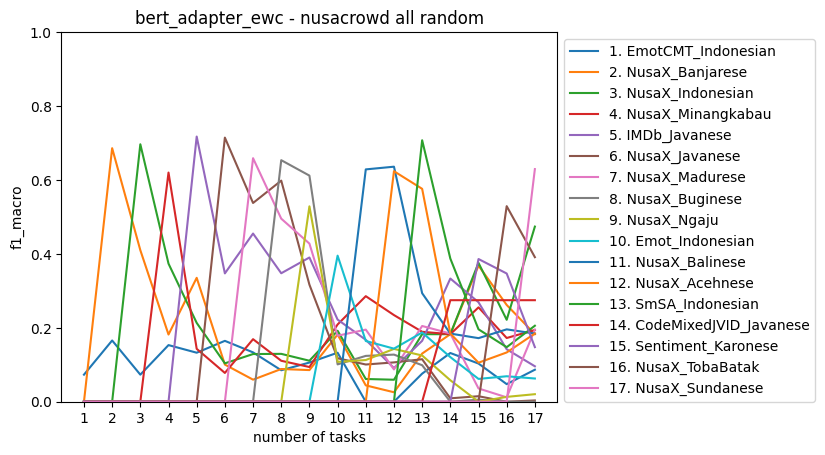 bert_adapter_ewc - nusacrowd all random
f1_macro
1.0
0.8
0.6
0.4
0.2
0.0
1 2 3 4 5 6 7 8 9 10 11 12 13 14 15 16 17
number of tasks
1. EmotCMT_Indonesian
2. NusaX_Banjarese
3. NusaX_Indonesian
4. NusaX_Minangkabau
5. IMDb_Javanese
6. NusaX_Javanese
7. NusaX_Madurese
8. NusaX_Buginese
9. NusaX_Ngaju
10. Emot_Indonesian
11. NusaX_Balinese
12. NusaX_Acehnese
13. SmSA_Indonesian
14. CodeMixedJVID_Javanese
15. Sentiment_Karonese
16. NusaX_TobaBatak
17. NusaX_Sundanese